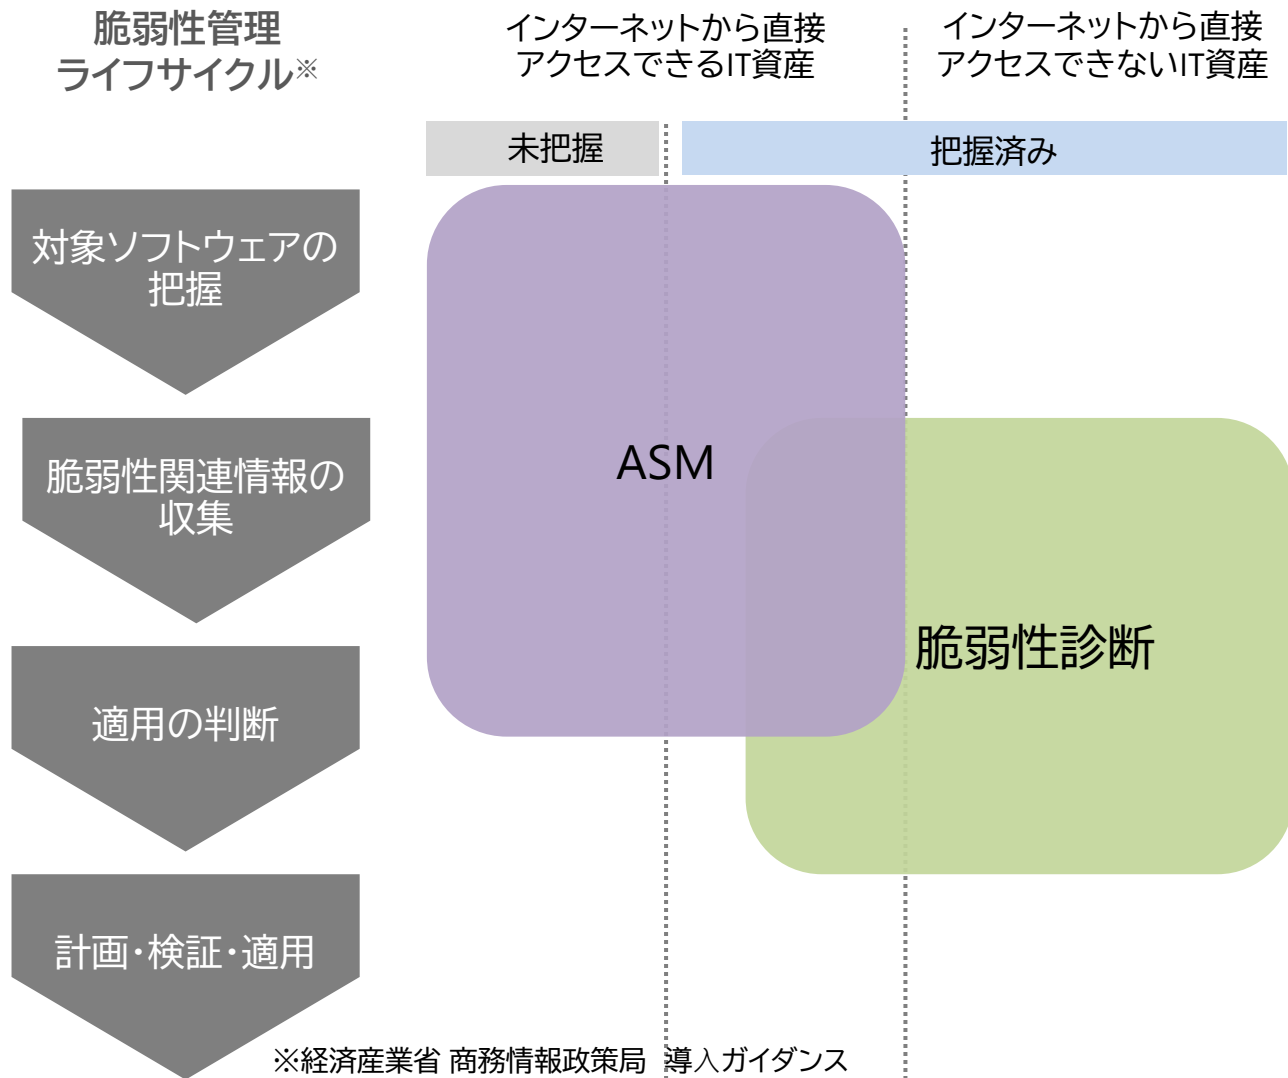 脆弱性管理
ライフサイクル※
インターネットから直接
アクセスできるIT資産
インターネットから直接
アクセスできないIT資産
未把握
把握済み
対象ソフトウェアの
把握
脆弱性関連情報の
収集
ASM
脆弱性診断
適用の判断
計画・検証・適用
※経済産業省 商務情報政策局 導入ガイダンス